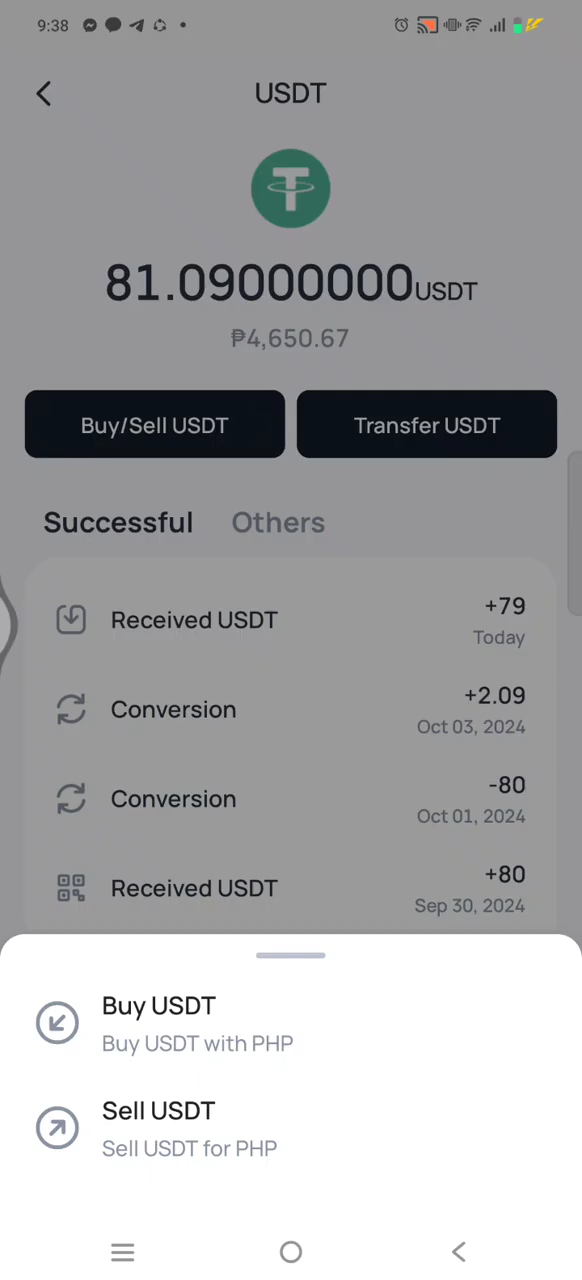 9:38
USDT
81.09000000USDT
₱4,650.67
Buy/Sell USDT
Transfer USDT
Successful
Others
Received USDT
+79
Today
Conversion
+2.09
Oct 03, 2024
Conversion
-80
Oct 01, 2024
Received USDT
+80
Sep 30, 2024
Buy USDT
Buy USDT with PHP
Sell USDT
Sell USDT for PHP